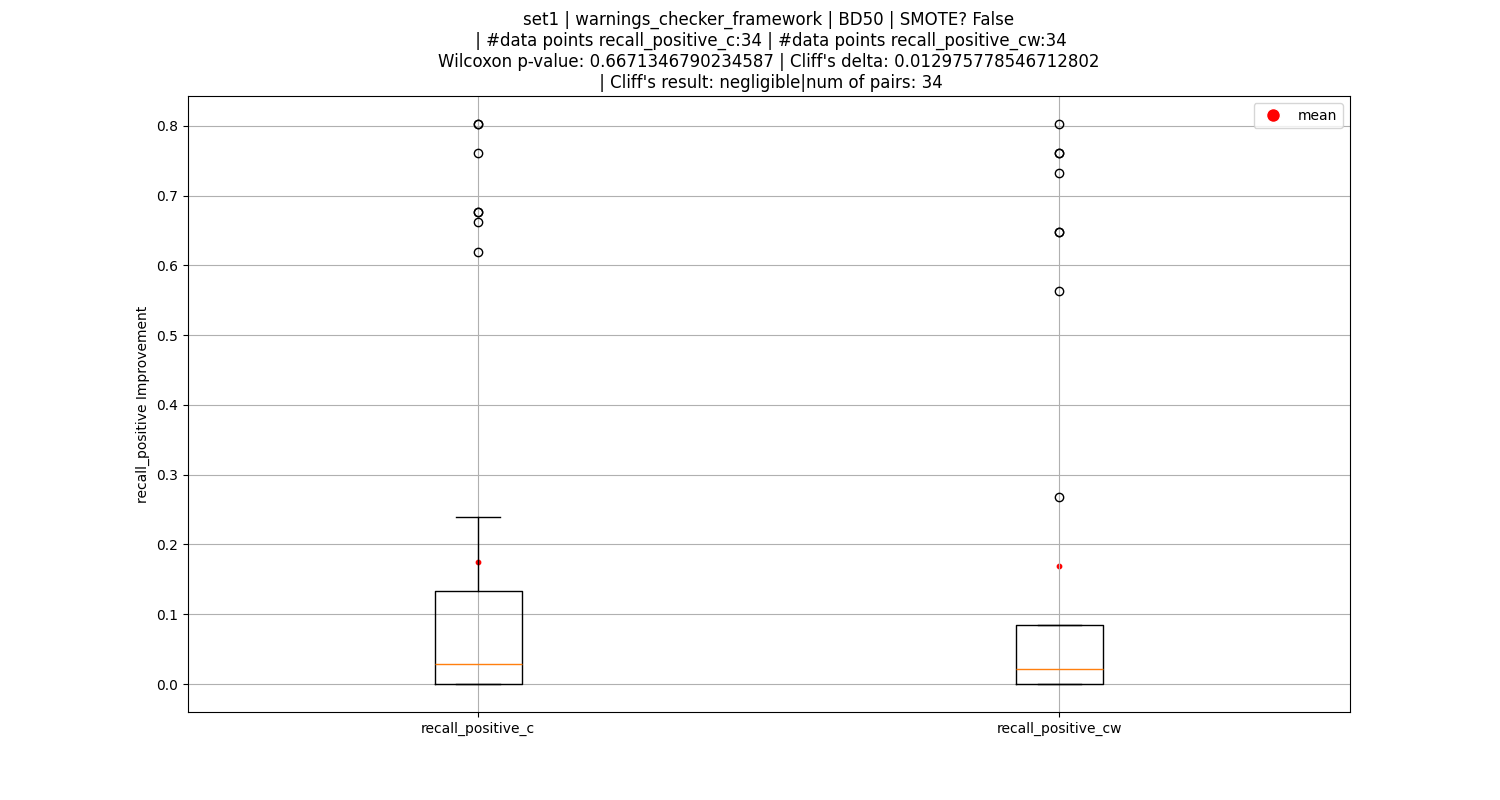 set1 | warnings_checker_framework | BD50 | SMOTE? False
| #data points recall_positive_c:34 | #data points recall_positive_cw:34
Wilcoxon p-value: 0.6671346790234587 | Cliff's delta: 0.012975778546712802
| Cliff's result: negligible|num of pairs: 34
mean
0.8
0.7
0.6
0.5
0.4
0.3
0.2
0.1
0.0
recall_positive Improvement
recall_positive_c
recall_positive_cw